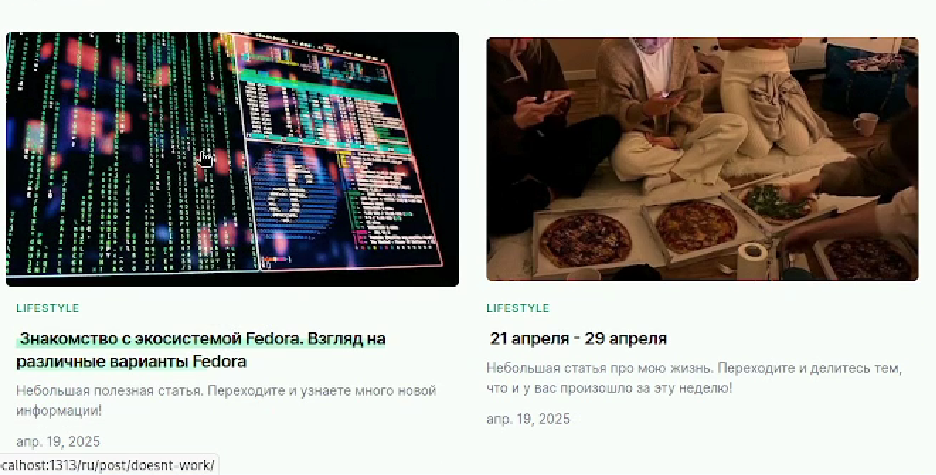 LIFESTYLE
Знакомство с экосистемой Fedora. Взгляд на
различные варианты Fedora
Небольшая полезная статья. Переходите и узнаете много новой
информации!
апр. 19, 2025
LIFESTYLE
21 апреля - 29 апреля
Небольшая статья про мою жизнь. Переходите и делитесь тем,
что и у вас произошло за эту неделю!
апр. 19, 2025
calhost:1313/ru/post/doesnt-work/